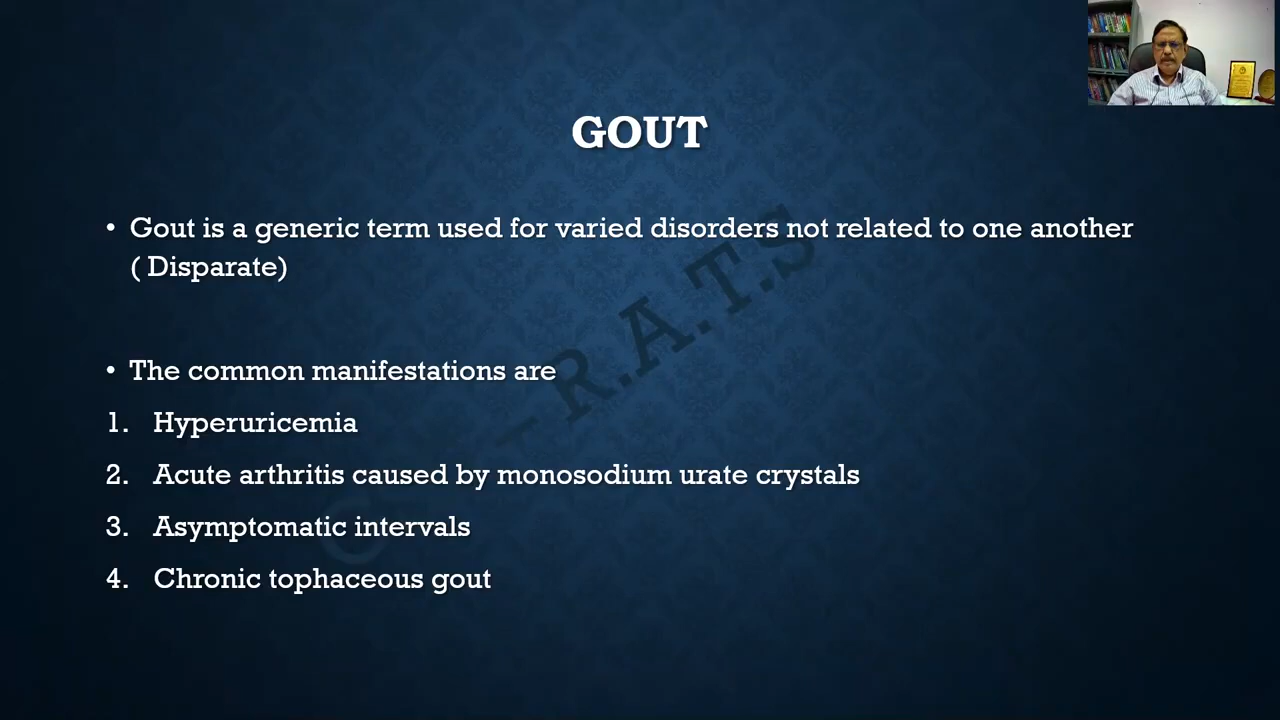 GOUT
• Gout is a generic term used for varied disorders not related to one another
( Disparate)
• The common manifestations are
1. Hyperuricemia
2. Acute arthritis caused by monosodium urate crystals
3. Asymptomatic intervals
4. Chronic tophaceous gout
R.A.T.S